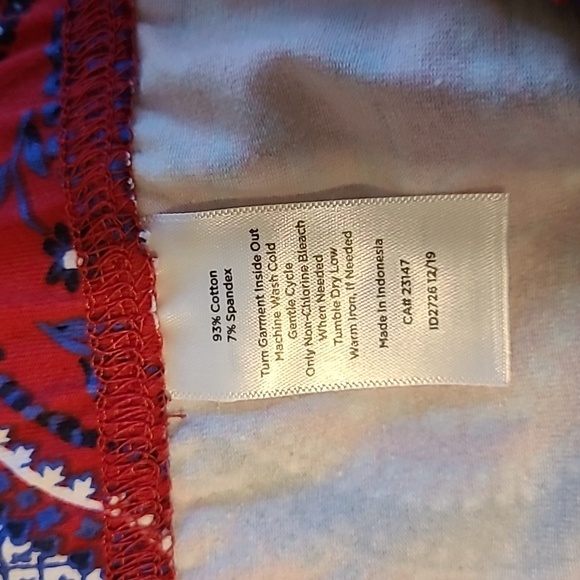 93% Cotton
7% Spandex
Turn Garment Inside Out
Machine Wash Cold
Gentle Cycle
Only Non-Chlorine Bleach
When Needed
Tumble Dry Low
Warm Iron, If Needed
Made In Indonesia
CA# 23147
ID2726 12/19